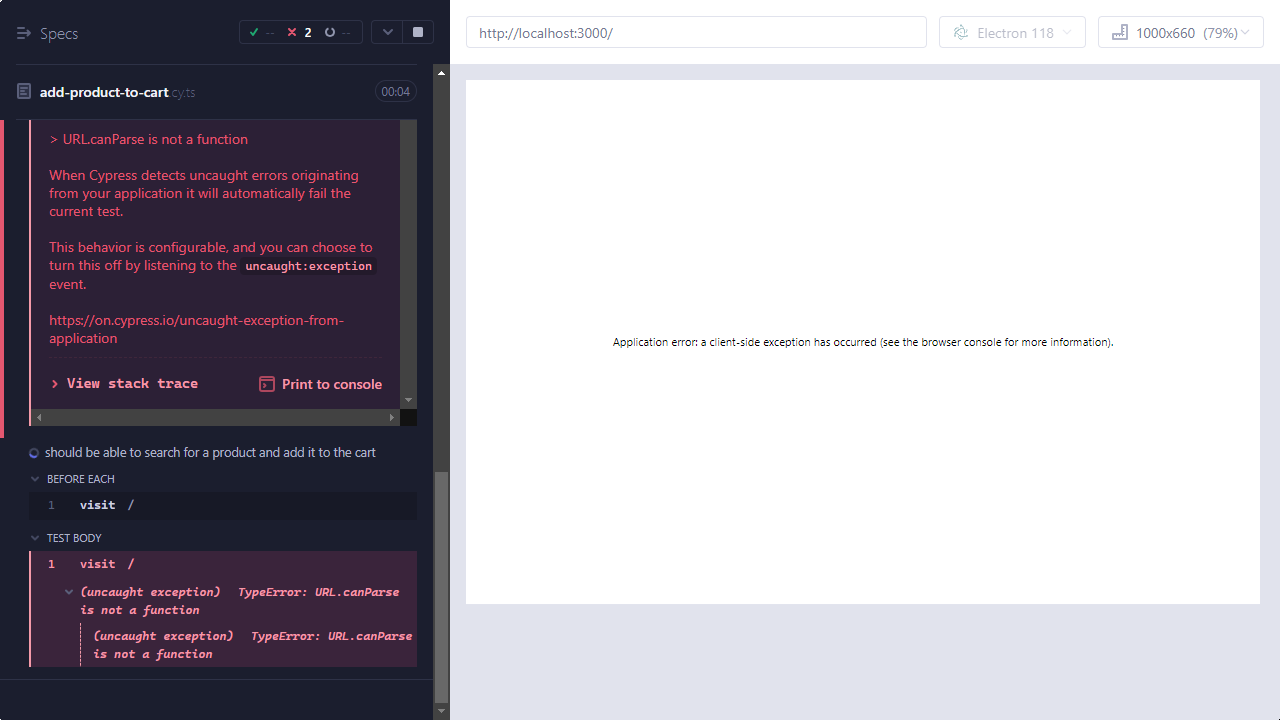 Specs
-- 2 --
http://localhost:3000/
Electron 118
1000x660 (79%)
add-product-to-cart.cy.ts
00:04
> URL.canParse is not a function
When Cypress detects uncaught errors originating
from your application it will automatically fail the
current test.
This behavior is configurable, and you can choose to
turn this off by listening to the uncaught:exception
event.
https://on.cypress.io/uncaught-exception-from-
application
View stack trace
Print to console
should be able to search for a product and add it to the cart
BEFORE EACH
1 visit /
TEST BODY
1 visit /
(uncaught exception) TypeError: URL.canParse
is not a function
(uncaught exception) TypeError: URL.canParse
is not a function
Application error: a client-side exception has occurred (see the browser console for more information).